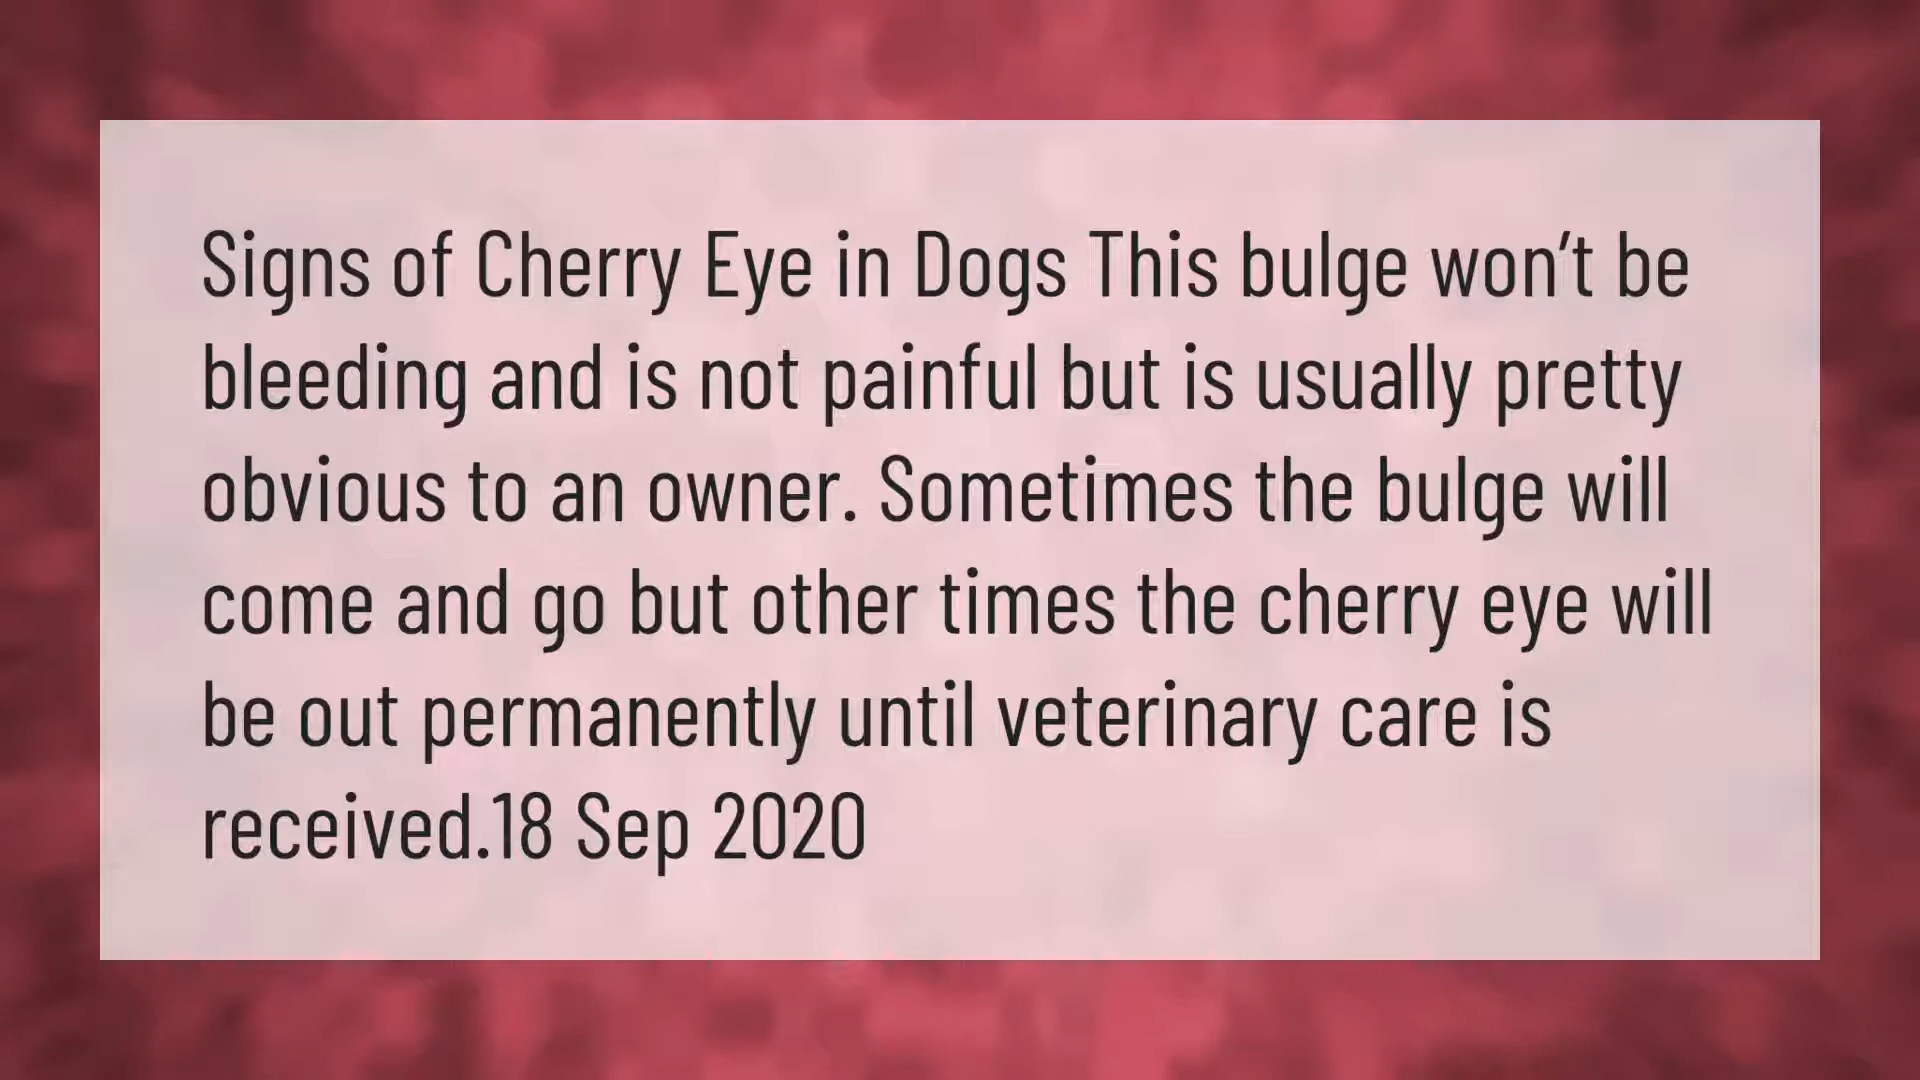 Signs of Cherry Eye in Dogs This bulge won’t be
bleeding and is not painful but is usually pretty
obvious to an owner. Sometimes the bulge will
come and go but other times the cherry eye will
be out permanently until veterinary care is
received.18 Sep 2020